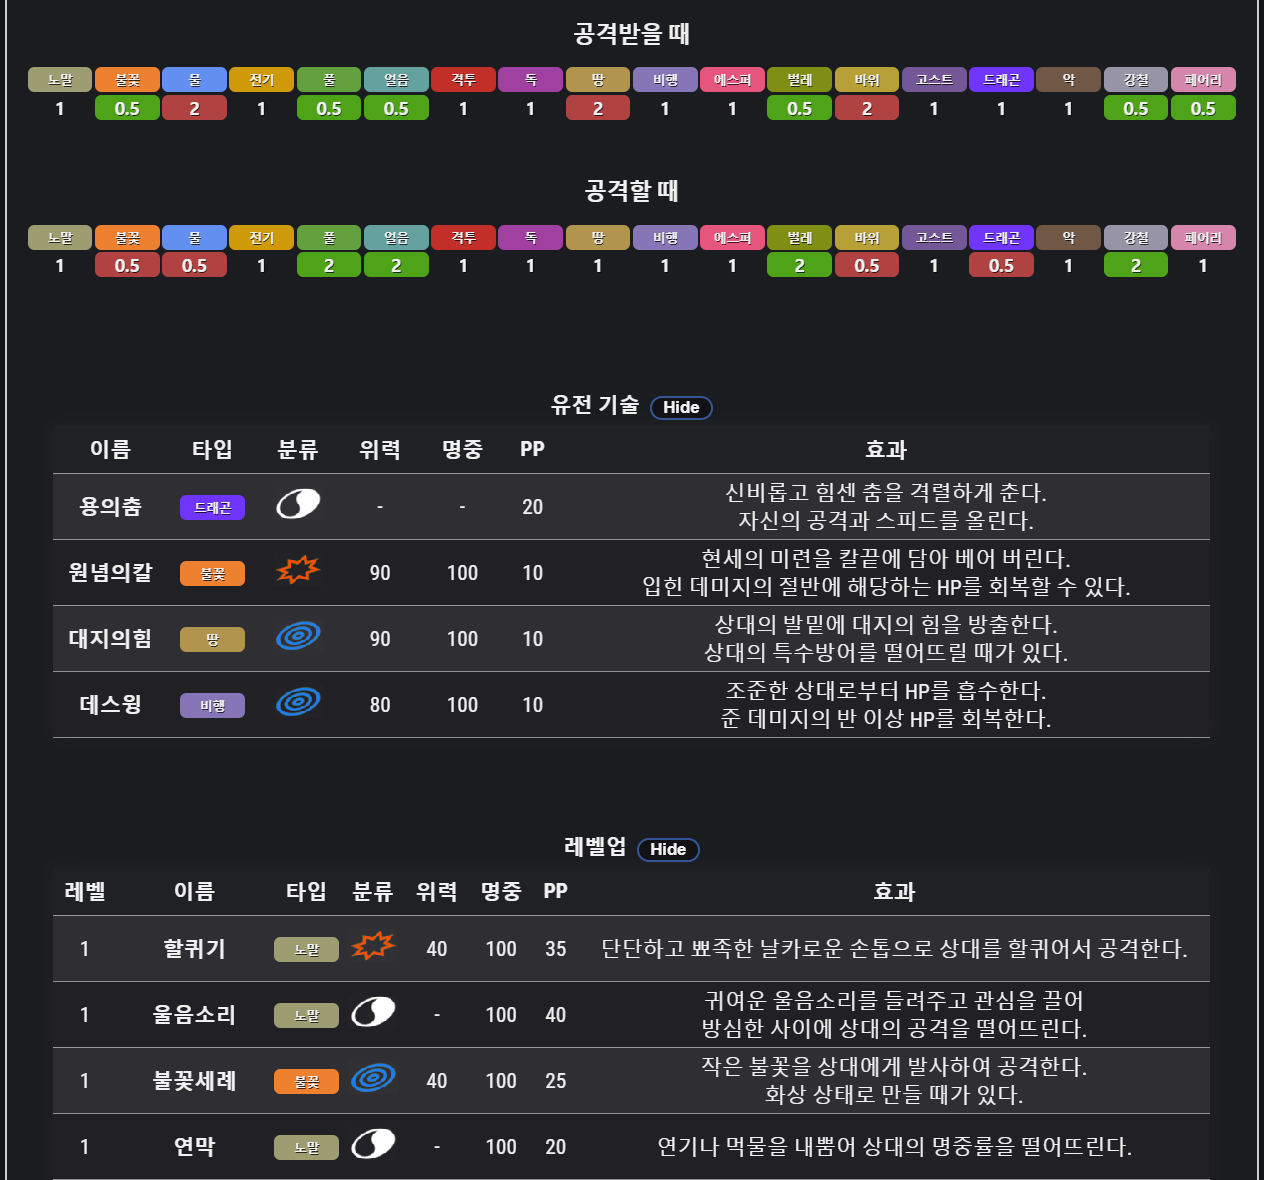 공격받을 때
노말 불꽃 물 전기 풀 얼음 격투 독 땅 비행 에스퍼 벌레 바위 고스트 드래곤 악 강철 페어리
1 0.5 2 1 0.5 0.5 1 1 2 1 1 0.5 2 1 1 1 0.5 0.5
공격할 때
노말 불꽃 물 전기 풀 얼음 격투 독 땅 비행 에스퍼 벌레 바위 고스트 드래곤 악 강철 페어리
1 0.5 0.5 1 2 2 1 1 1 1 1 2 0.5 1 0.5 1 2 1
유전 기술 Hide
이름 타입 분류 위력 명중 PP 효과
용의춤 드래곤 - - 20 신비롭고 힘센 춤을 격렬하게 춘다.
자신의 공격과 스피드를 올린다.
원념의칼 불꽃 90 100 10 현세의 미련을 칼끝에 담아 베어 버린다.
입힌 데미지의 절반에 해당하는 HP를 회복할 수 있다.
대지의힘 땅 90 100 10 상대의 발밑에 대지의 힘을 방출한다.
상대의 특수방어를 떨어뜨릴 때가 있다.
데스윙 비행 80 100 10 조준한 상대로부터 HP를 흡수한다.
준 데미지의 반 이상 HP를 회복한다.
레벨업 Hide
레벨 이름 타입 분류 위력 명중 PP 효과
1 할퀴기 노말 40 100 35 단단하고 뾰족한 날카로운 손톱으로 상대를 할퀴어서 공격한다.
1 울음소리 노말 - 100 40 귀여운 울음소리를 들려주고 관심을 끌어
방심한 사이에 상대의 공격을 떨어뜨린다.
1 불꽃세례 불꽃 40 100 25 작은 불꽃을 상대에게 발사하여 공격한다.
화상 상태로 만들 때가 있다.
1 연막 노말 - 100 20 연기나 먹물을 내뿜어 상대의 명중률을 떨어뜨린다.